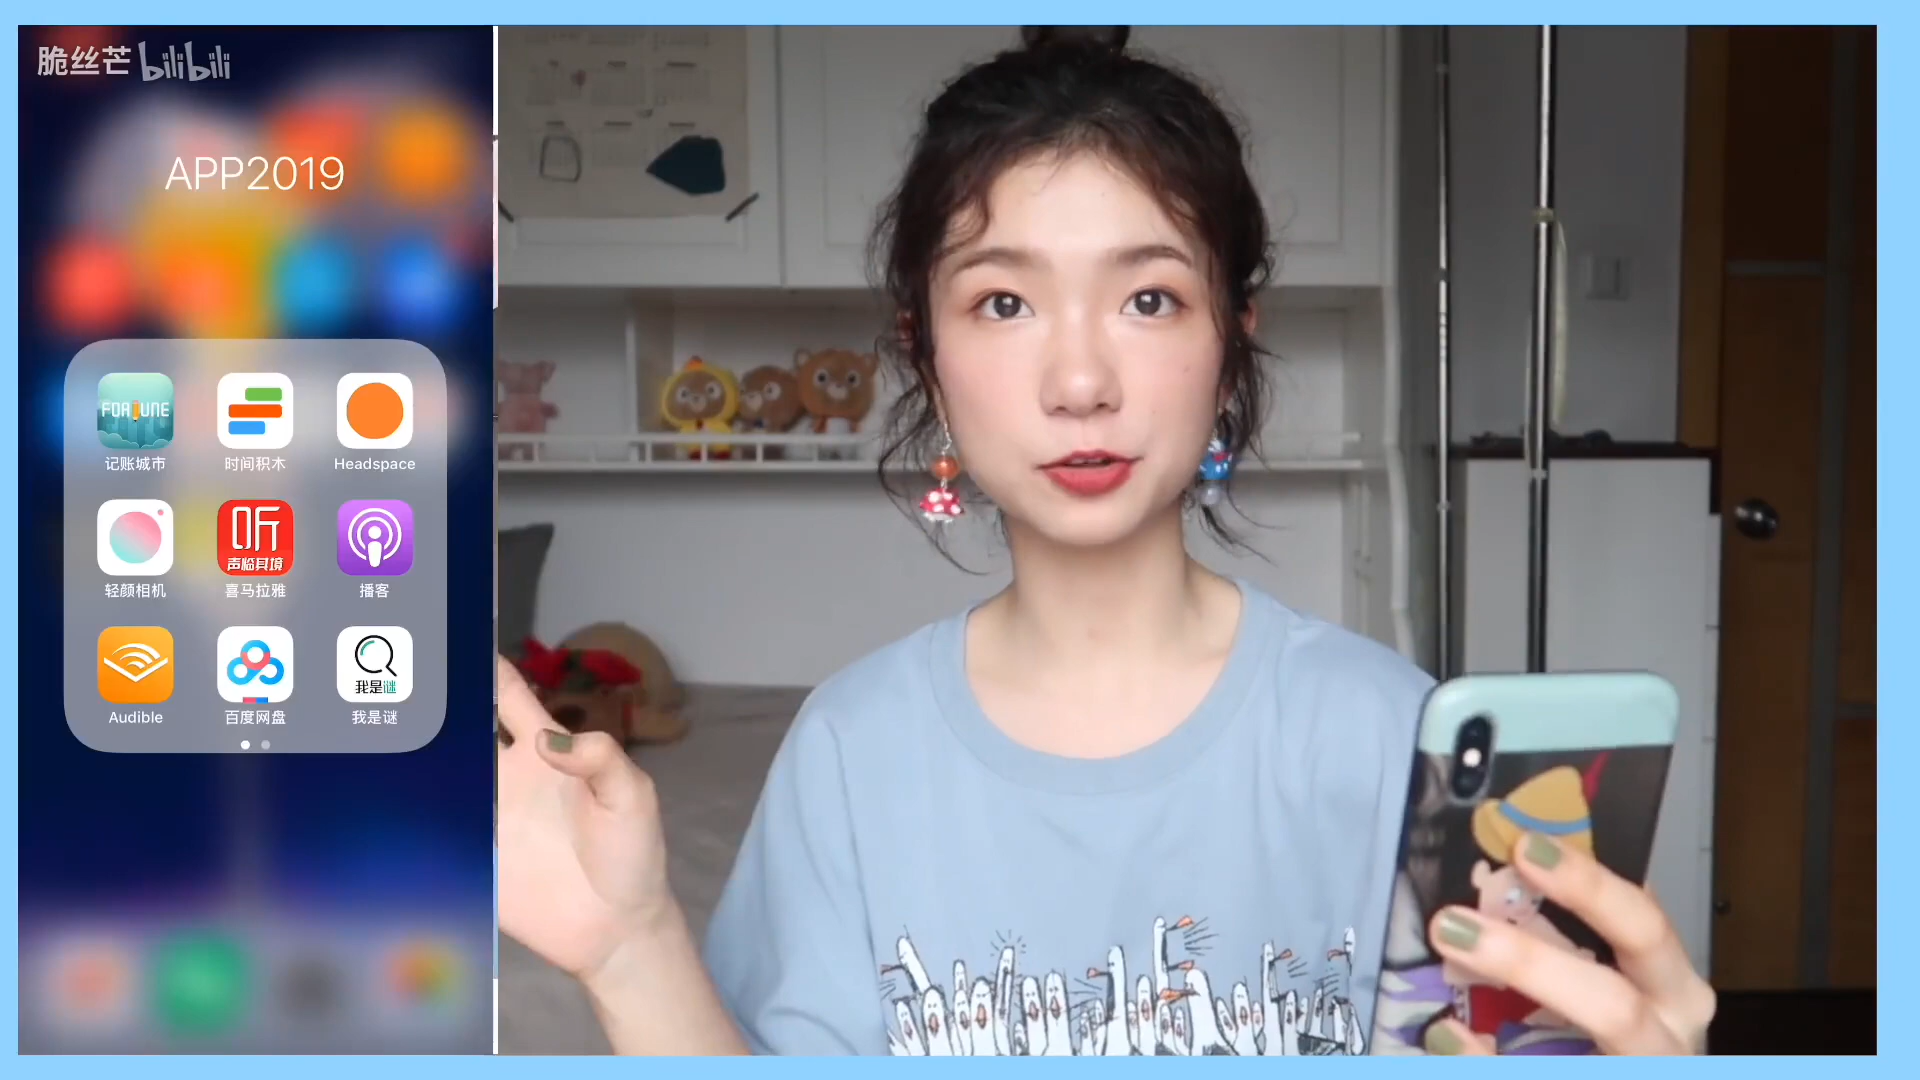 脆丝芒 bilibili
APP2019
FORTUNE
记账城市
时间积木
Headspace
听
声临其境
轻颜相机
喜马拉雅
播客
我是谜
Audible
百度网盘
我是谜